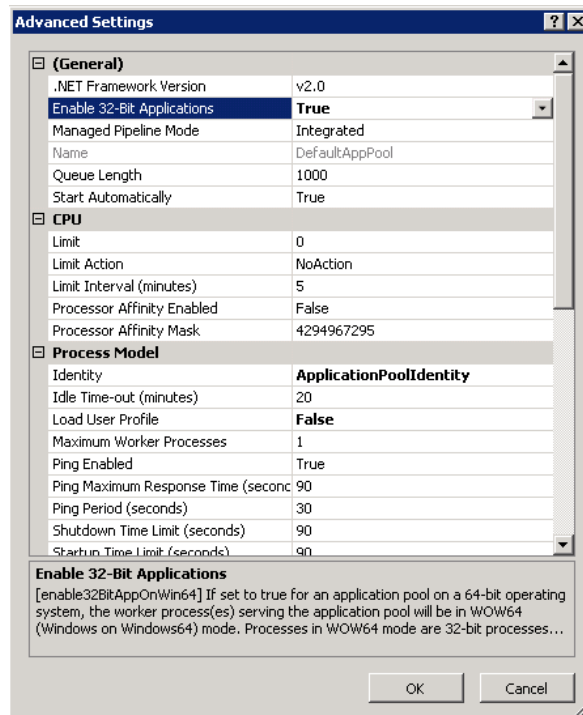 Advanced Settings
(General)
.NET Framework Version v2.0
Enable 32-Bit Applications True
Managed Pipeline Mode Integrated
Name DefaultAppPool
Queue Length 1000
Start Automatically True
CPU
Limit 0
Limit Action NoAction
Limit Interval (minutes) 5
Processor Affinity Enabled False
Processor Affinity Mask 4294967295
Process Model
Identity ApplicationPoolIdentity
Idle Time-out (minutes) 20
Load User Profile False
Maximum Worker Processes 1
Ping Enabled True
Ping Maximum Response Time (seconc 90
Ping Period (seconds) 30
Shutdown Time Limit (seconds) 90
Startup Time Limit (seconds) 90
Enable 32-Bit Applications
[enable32BitAppOnWin64] If set to true for an application pool on a 64-bit operating
system, the worker process(es) serving the application pool will be in WOW64
(Windows on Windows64) mode. Processes in WOW64 mode are 32-bit processes...
OK Cancel